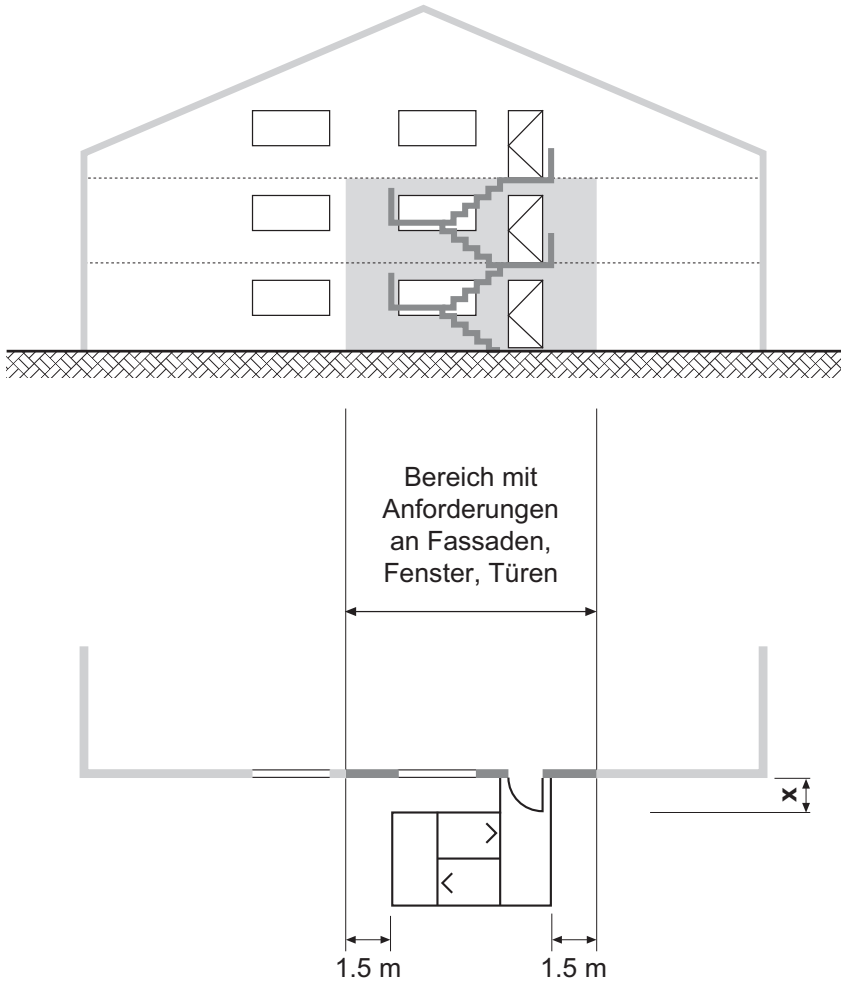 Bereich mit
Anforderungen
an Fassaden,
Fenster, Türen
x
1.5 m
1.5 m